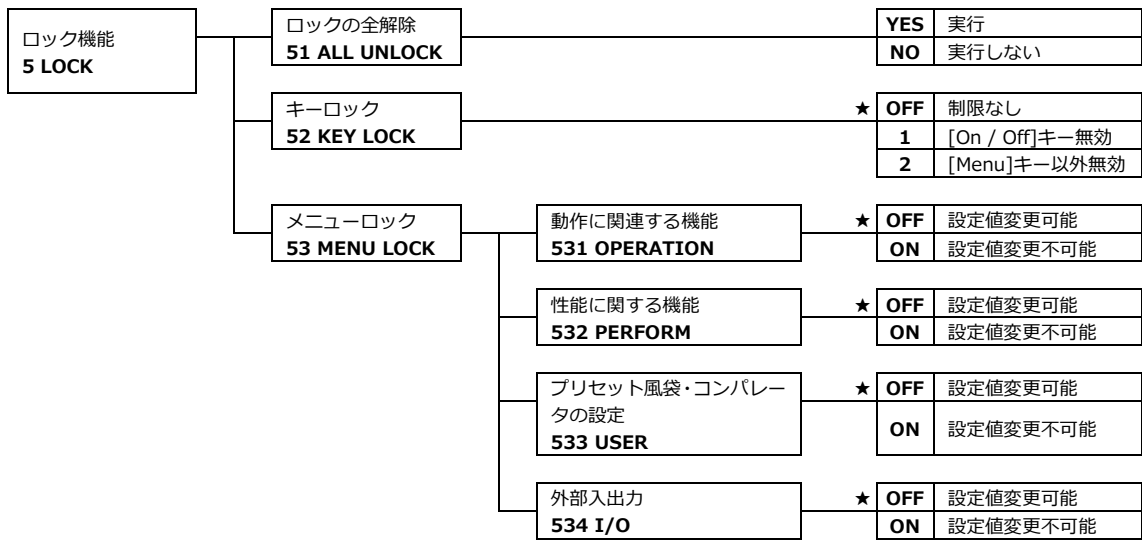 ロック機能
5 LOCK
ロックの全解除
51 ALL UNLOCK
YES 実行
NO 実行しない
キーロック
52 KEY LOCK
★ OFF 制限なし
1 [On / Off]キー無効
2 [Menu]キー以外無効
メニューロック
53 MENU LOCK
動作に関連する機能
531 OPERATION
★ OFF 設定値変更可能
ON 設定値変更不可能
性能に関する機能
532 PERFORM
★ OFF 設定値変更可能
ON 設定値変更不可能
プリセット風袋・コンパレー
タの設定
533 USER
★ OFF 設定値変更可能
ON 設定値変更不可能
外部入出力
534 I/O
★ OFF 設定値変更可能
ON 設定値変更不可能